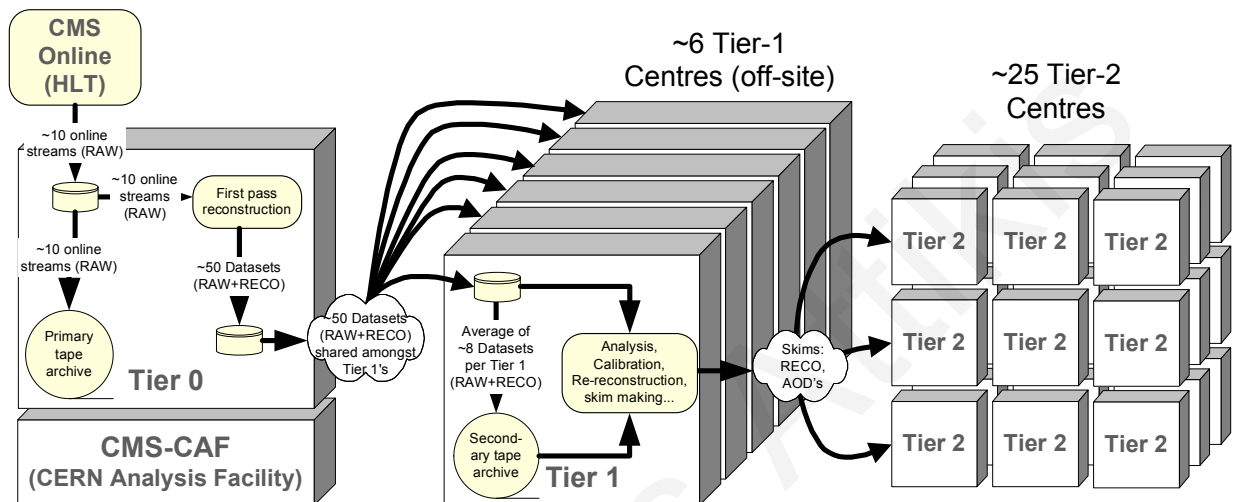 CMS
Online
(HLT)
~10 online
streams (RAW)
~10 online
streams
(RAW)
First pass
reconstruction
~10 online
streams (RAW)
~50 Datasets
(RAW+RECO)
Primary
tape
archive
Tier 0
CMS-CAF
(CERN Analysis Facility)
~50 Datasets
(RAW+RECO)
shared amongst
Tier 1's
~6 Tier-1
Centres (off-site)
Average of
~8 Datasets
per Tier 1
(RAW+RECO)
Analysis,
Calibration,
Re-reconstruction,
skim making...
Second-
ary tape
archive
Tier 1
Skims:
RECO,
AOD's
~25 Tier-2
Centres
Tier 2
Tier 2
Tier 2
Tier 2
Tier 2
Tier 2
Tier 2
Tier 2
Tier 2
Attikis